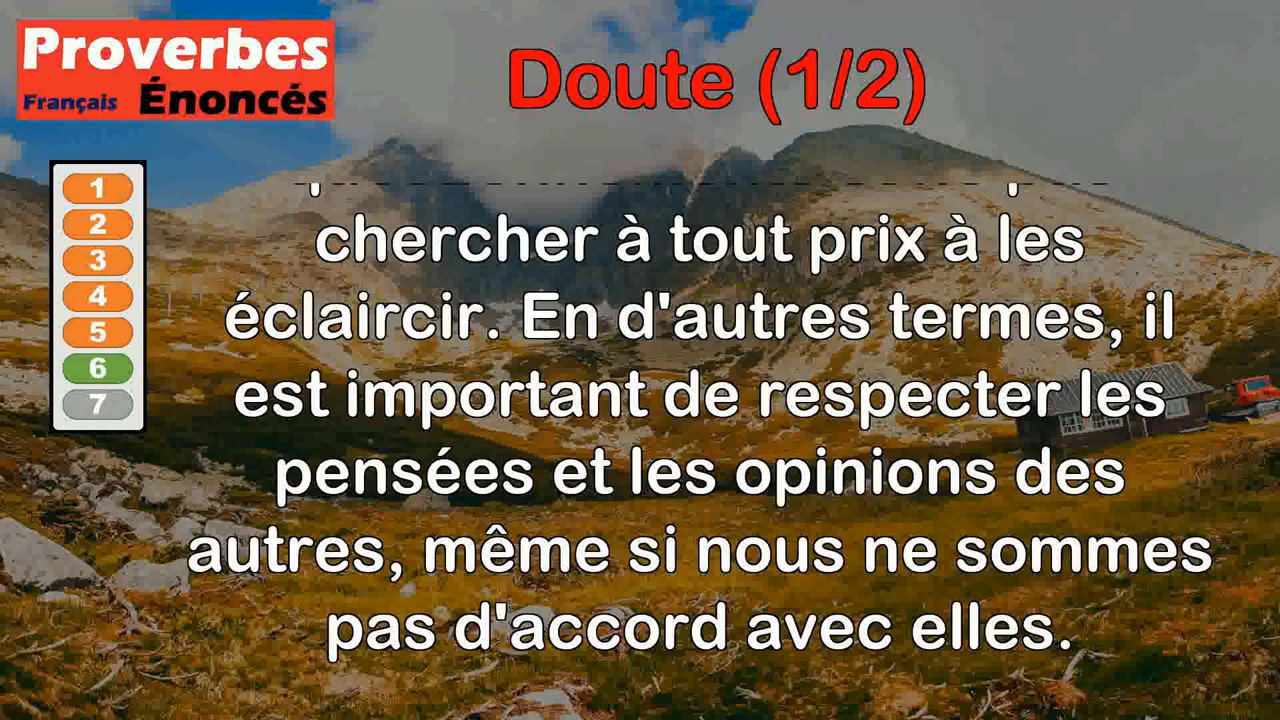 Proverbes
Français Énoncés
Doute (1/2)
1
2
3
4
5
6
7
chercher à tout prix à les
éclaircir. En d'autres termes, il
est important de respecter les
pensées et les opinions des
autres, même si nous ne sommes
pas d'accord avec elles.